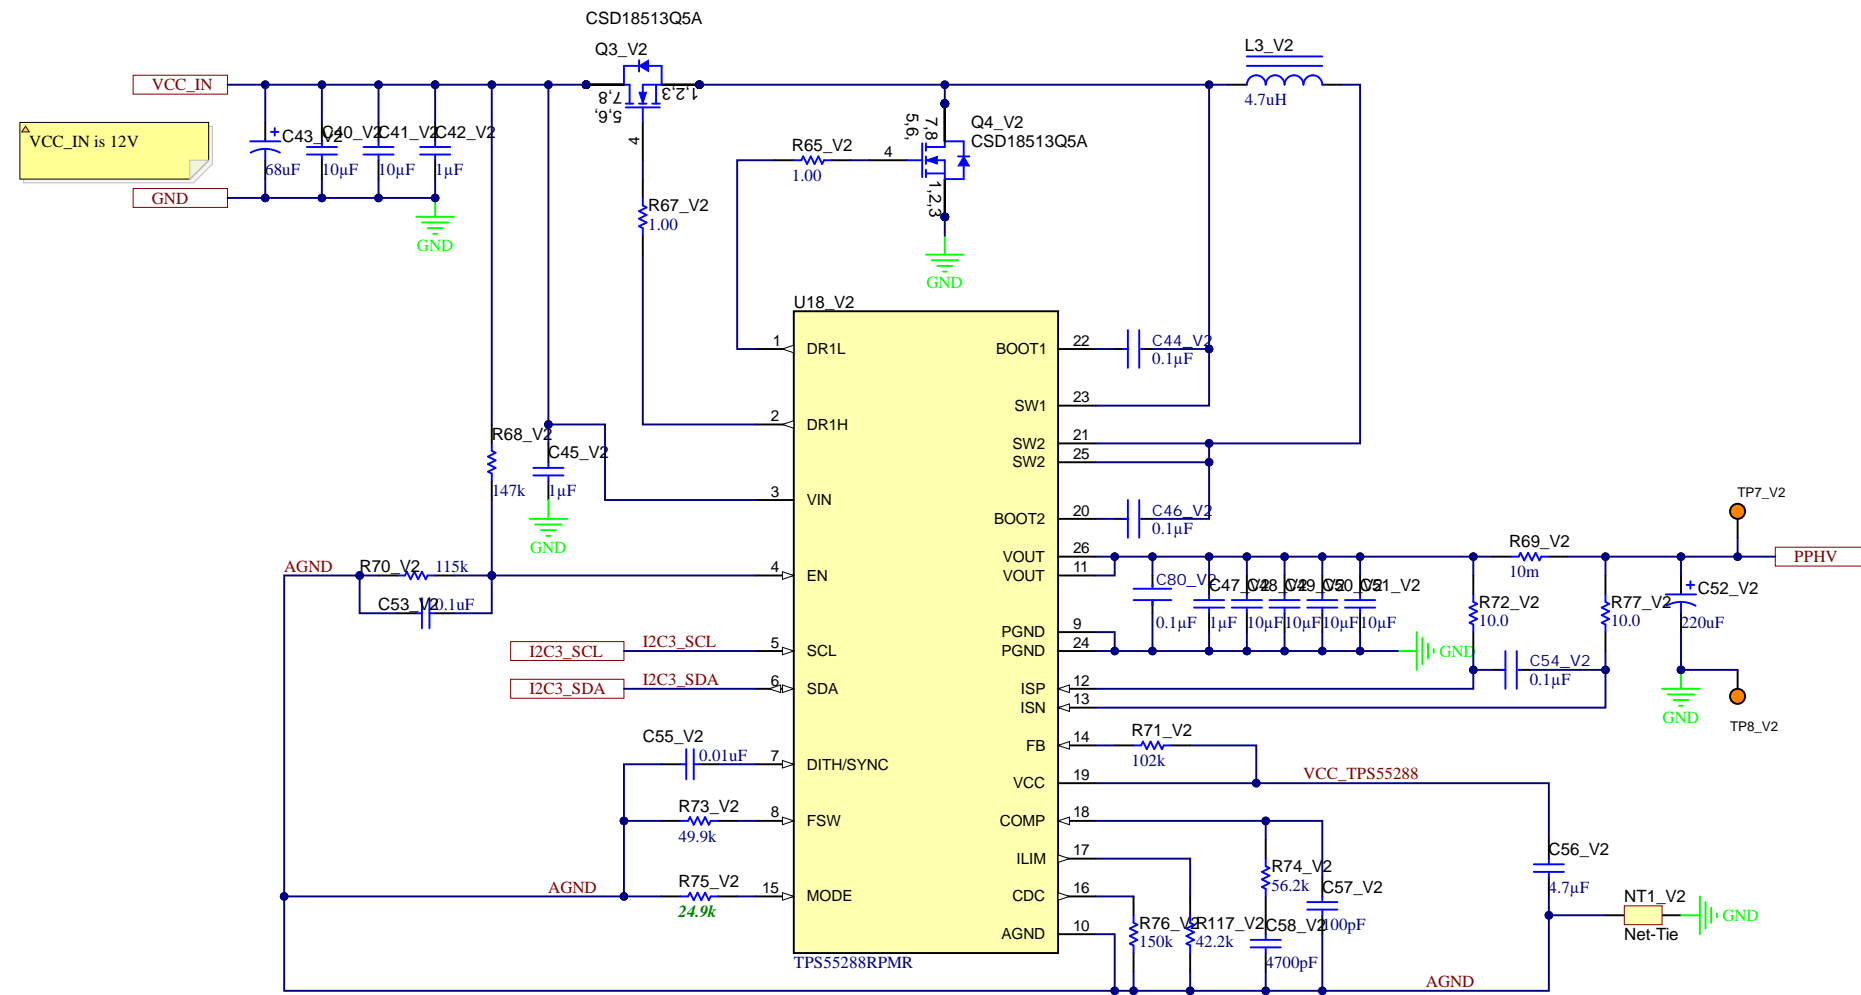 CSD18513Q5A
Q3_V2
L3_V2
VCC_IN
7,8
5,6,
1,2,3
4.7uH
4
7,8
5,6,
Q4_V2
CSD18513Q5A
VCC_IN is 12V
C43_V2
C40_V2
C41_V2
C42_V2
68uF
10µF
10µF
1µF
R65_V2
4
1.00
1,2,3
GND
R67_V2
1.00
GND
GND
U18_V2
1
DR1L
BOOT1
22
C44_V2
0.1µF
SW1
23
2
DR1H
R68_V2
SW2
21
C45_V2
SW2
25
147k
1µF
3
VIN
TP7_V2
BOOT2
20
C46_V2
0.1µF
GND
VOUT
26
R69_V2
PPHV
AGND
R70_V2
115k
4
EN
VOUT
11
10m
C80_V2
C47_V2
C48_V2
C49_V2
C50_V2
C51_V2
C52_V2
C53_V2
0.1uF
R72_V2
R77_V2
0.1µF
1µF
10µF
10µF
10µF
10µF
10.0
10.0
220uF
PGND
9
I2C3_SCL
I2C3_SCL
5
SCL
PGND
24
GND
C54_V2
0.1µF
I2C3_SDA
I2C3_SDA
6
SDA
ISP
12
ISN
13
GND
TP8_V2
C55_V2
0.01uF
FB
14
R71_V2
102k
7
DITH/SYNC
VCC
19
VCC_TPS55288
R73_V2
49.9k
8
FSW
COMP
18
ILIM
17
R74_V2
56.2k
C56_V2
4.7µF
AGND
R75_V2
24.9k
15
MODE
CDC
16
C57_V2
100pF
NT1_V2
GND
Net-Tie
AGND
10
R76_V2
150k
R117_V2
42.2k
C58_V2
4700pF
TPS55288RPMR
AGND